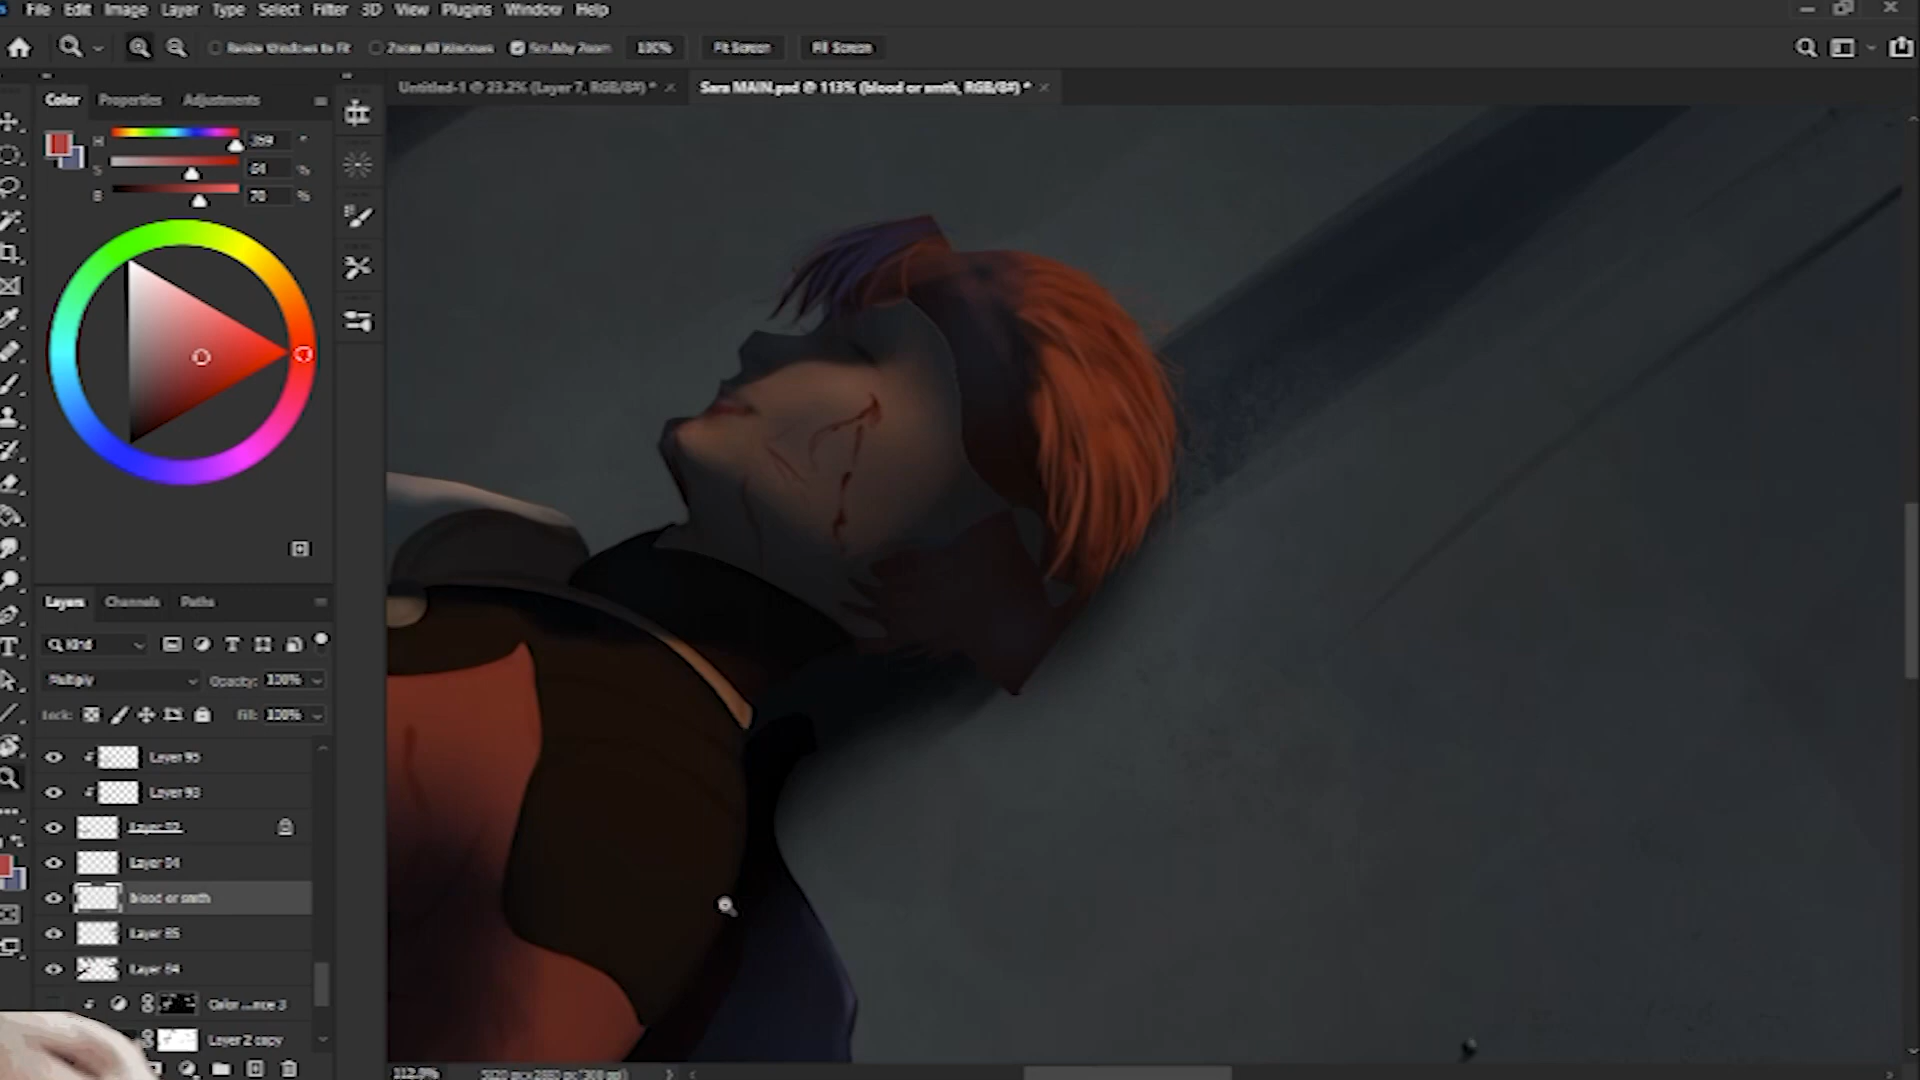 File Edit Image Layer Type Select Filter 3D View Plugins Window Help
Resize Windows to Fit Zoom All Windows Scrubby Zoom 100% Fit Screen Fill Screen
Untitled-1 @ 23.2% (Layer 7, RGB/8#) * × Sara MAIN.psd @ 113% (blood or smth, RGB/8#) * ×
Color Properties Adjustments
H 359 °
S 64 %
B 70 %
Layers Channels Paths
Kind
Multiply Opacity: 100%
Lock: Fill: 100%
Layer 95
Layer 93
Layer 92
Layer 94
blood or smth
Layer 85
Layer 84
Color ...nce 3
Layer 2 copy